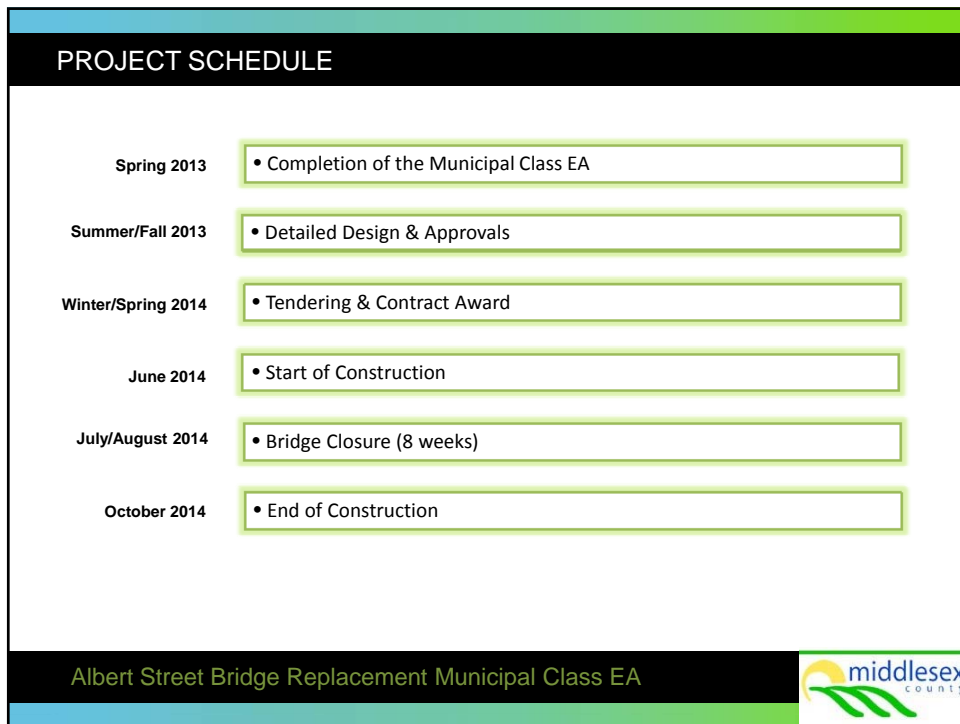 PROJECT SCHEDULE
Spring 2013
• Completion of the Municipal Class EA
Summer/Fall 2013
• Detailed Design & Approvals
Winter/Spring 2014
• Tendering & Contract Award
June 2014
• Start of Construction
July/August 2014
• Bridge Closure (8 weeks)
October 2014
• End of Construction
Albert Street Bridge Replacement Municipal Class EA
middlesex
county